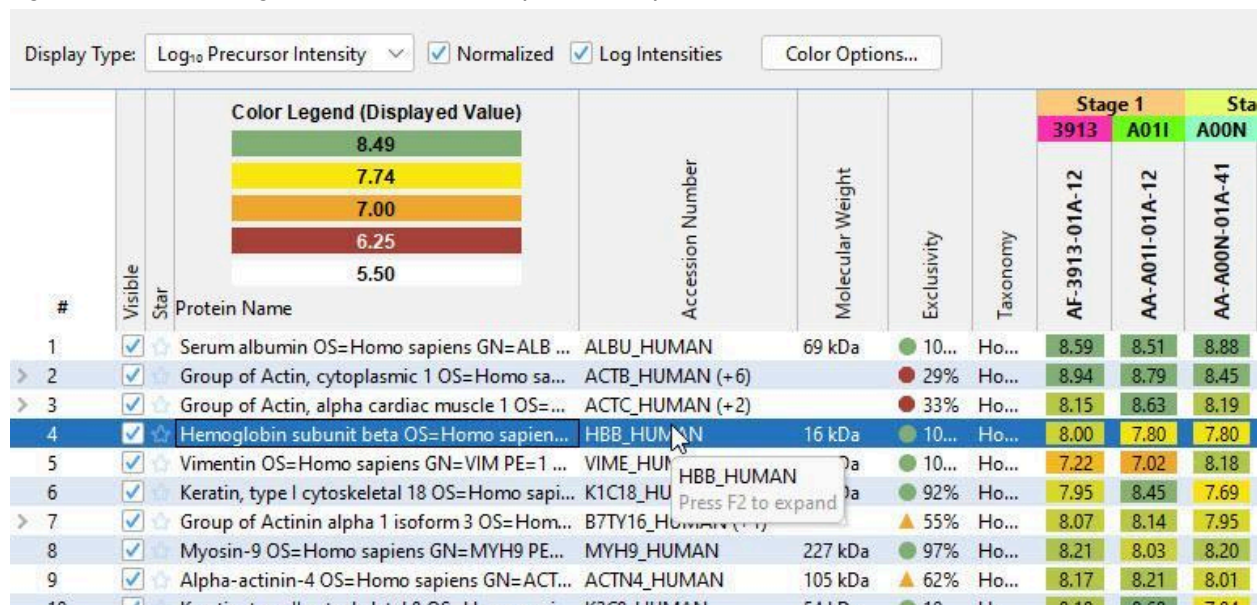 Display Type: Log₁₀ Precursor Intensity Normalized Log Intensities Color Options...
Color Legend (Displayed Value)
8.49
7.74
7.00
6.25
5.50
Stage 1 Sta
3913 A01I A00N
# Visible Star Protein Name Accession Number Molecular Weight Exclusivity Taxonomy AF-3913-01A-12 AA-A01I-01A-12 AA-A00N-01A-41
1 Serum albumin OS=Homo sapiens GN=ALB ... ALBU_HUMAN 69 kDa 10... Ho... 8.59 8.51 8.88
2 Group of Actin, cytoplasmic 1 OS=Homo sa... ACTB_HUMAN (+6) 29% Ho... 8.94 8.79 8.45
3 Group of Actin, alpha cardiac muscle 1 OS=... ACTC_HUMAN (+2) 33% Ho... 8.15 8.63 8.19
4 Hemoglobin subunit beta OS=Homo sapien... HBB_HUMAN 16 kDa 10... Ho... 8.00 7.80 7.80
5 Vimentin OS=Homo sapiens GN=VIM PE=1 ... VIME_HUM 10... Ho... 7.22 7.02 8.18
HBB_HUMAN
6 Keratin, type I cytoskeletal 18 OS=Homo sapi... K1C18_HU 92% Ho... 7.95 8.45 7.69
Press F2 to expand
7 Group of Actinin alpha 1 isoform 3 OS=Hom... B7TY16_HUMAN (+1) 55% Ho... 8.07 8.14 7.95
8 Myosin-9 OS=Homo sapiens GN=MYH9 PE... MYH9_HUMAN 227 kDa 97% Ho... 8.21 8.03 8.20
9 Alpha-actinin-4 OS=Homo sapiens GN=ACT... ACTN4_HUMAN 105 kDa 62% Ho... 8.17 8.21 8.01